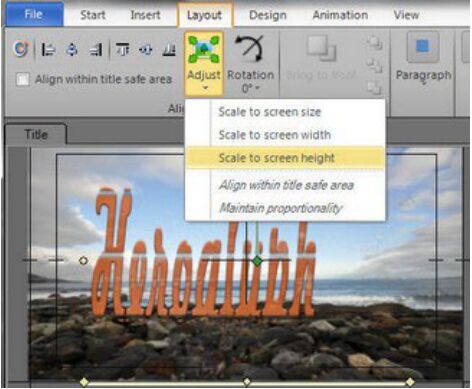 File Start Insert Layout Design Animation View
Align within title safe area
Adjust Rotation Bring to front Paragraph
0°
Ali
Scale to screen size
Scale to screen width
Scale to screen height
Align within title safe area
Maintain proportionality
Title